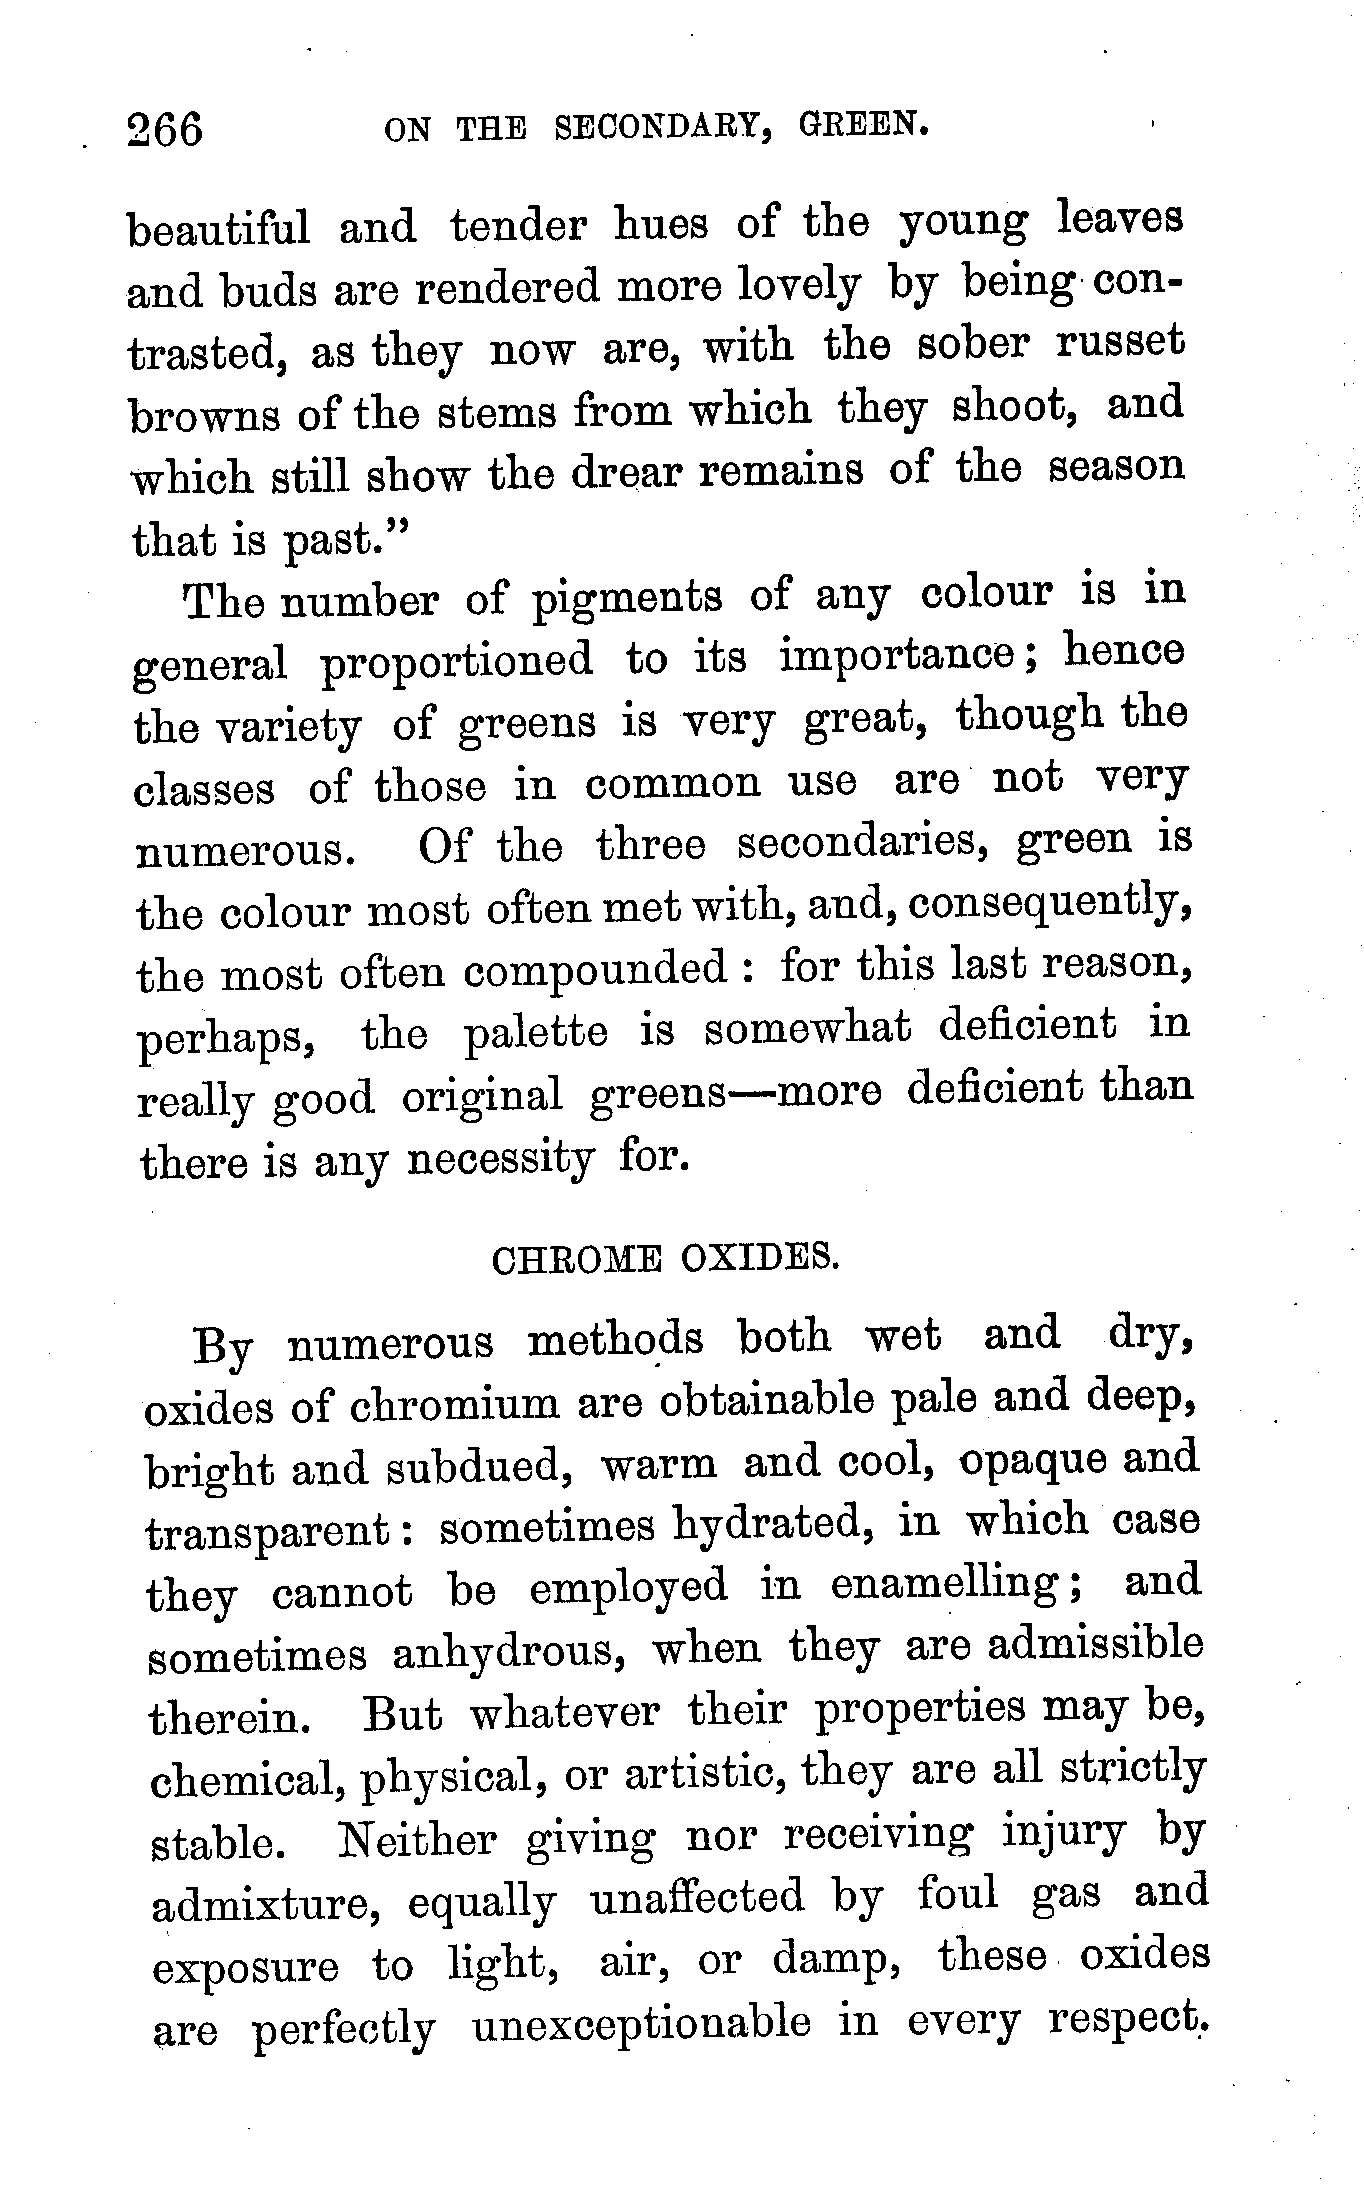 266 ON THE SECONDARY, GREEN.
beautiful and tender hues of the young leaves
and buds are rendered more lovely by being con-
trasted, as they now are, with the sober russet
browns of the stems from which they shoot, and
which still show the drear remains of the season
that is past.”
The number of pigments of any colour is in
general proportioned to its importance; hence
the variety of greens is very great, though the
classes of those in common use are not very
numerous. Of the three secondaries, green is
the colour most often met with, and, consequently,
the most often compounded : for this last reason,
perhaps, the palette is somewhat deficient in
really good original greens—more deficient than
there is any necessity for.
CHROME OXIDES.
By numerous methods both wet and dry,
oxides of chromium are obtainable pale and deep,
bright and subdued, warm and cool, opaque and
transparent : sometimes hydrated, in which case
they cannot be employed in enamelling; and
sometimes anhydrous, when they are admissible
therein. But whatever their properties may be,
chemical, physical, or artistic, they are all strictly
stable. Neither giving nor receiving injury by
admixture, equally unaffected by foul gas and
exposure to light, air, or damp, these oxides
are perfectly unexceptionable in every respect.